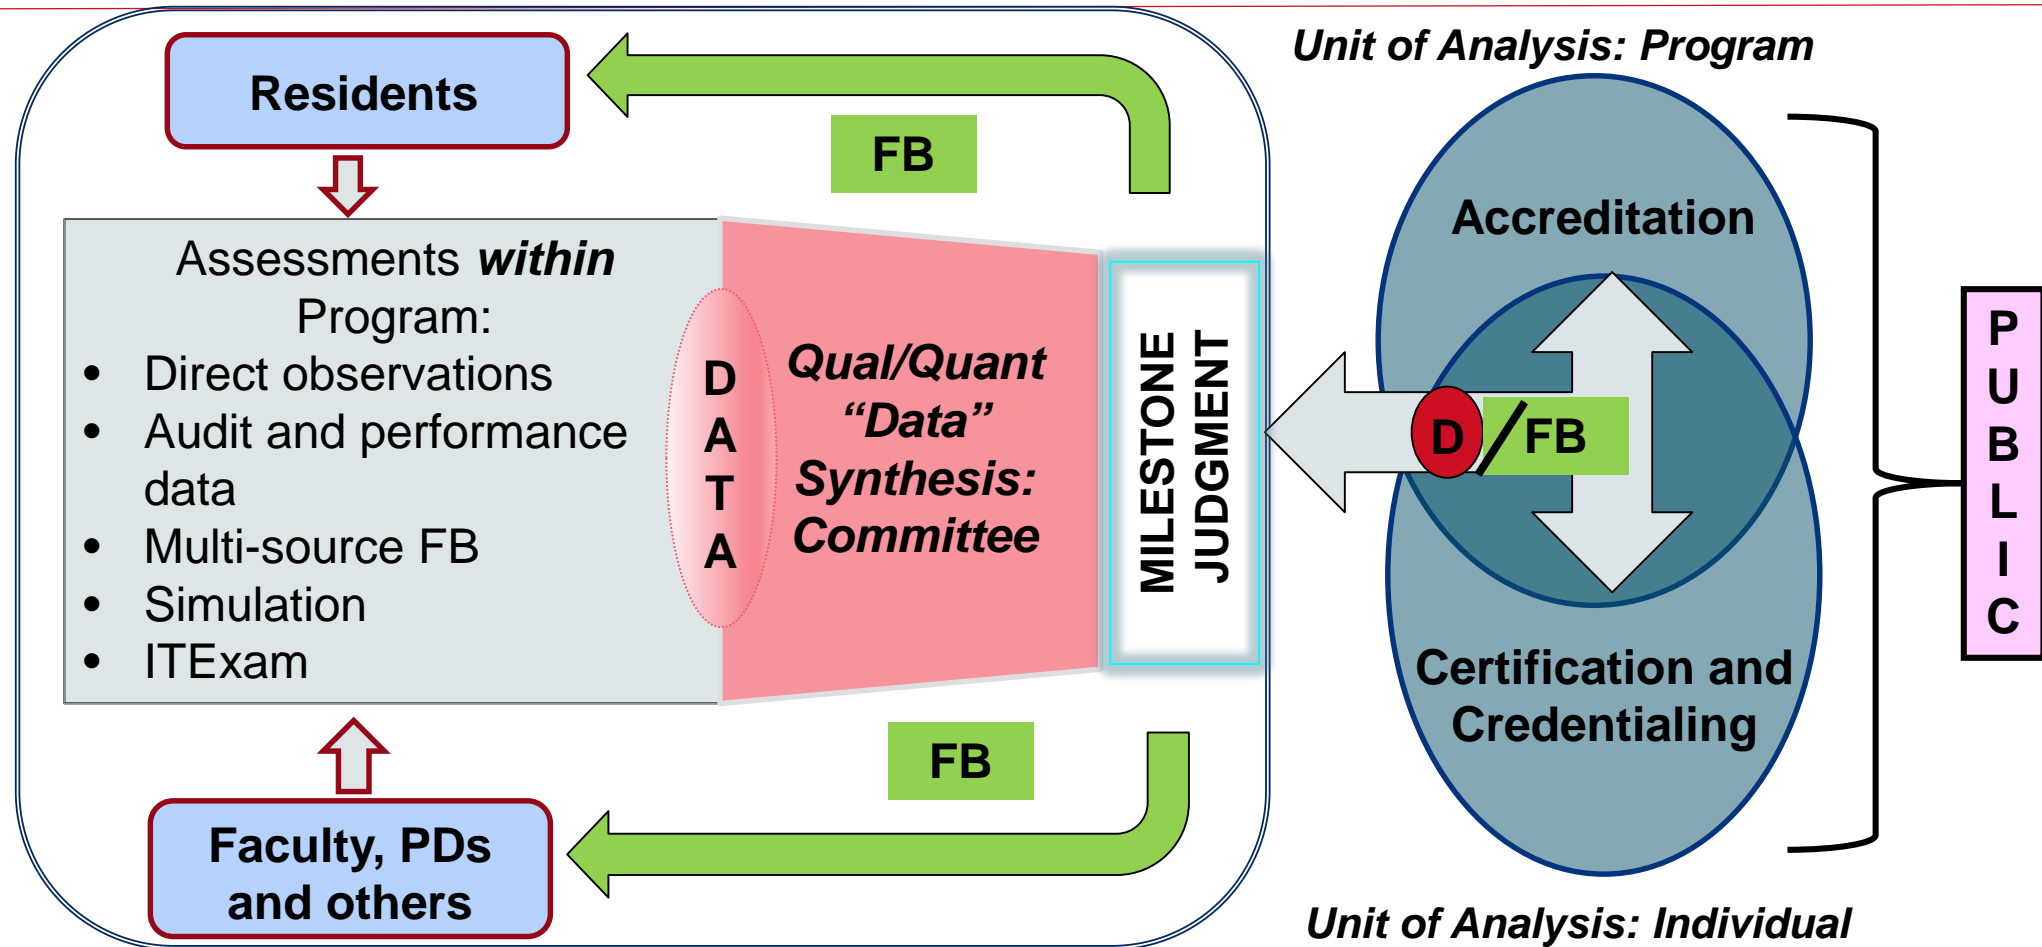 Residents
FB
Assessments within
Program:
• Direct observations
• Audit and performance
data
• Multi-source FB
• Simulation
• ITExam
D
A
T
A
Qual/Quant
“Data”
Synthesis:
Committee
MILESTONE
JUDGMENT
FB
Faculty, PDs
and others
Unit of Analysis: Program
Accreditation
D/FB
Certification and
Credentialing
Unit of Analysis: Individual
P
U
B
L
I
C